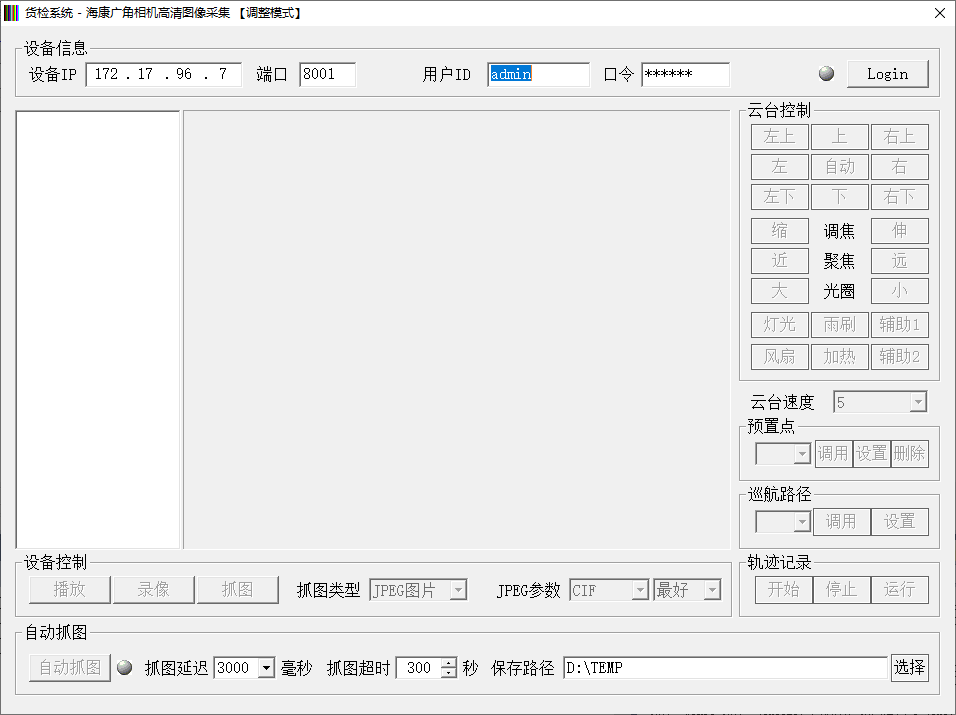 货检系统 - 海康广角相机高清图像采集 【调整模式】
设备信息
设备IP 172 . 17 . 96 . 7 端口 8001 用户ID admin 口令 ****** Login
云台控制
左上 上 右上
左 自动 右
左下 下 右下
缩 调焦 伸
近 聚焦 远
大 光圈 小
灯光 雨刷 辅助1
风扇 加热 辅助2
云台速度 5
预置点
调用 设置 删除
巡航路径
调用 设置
设备控制
播放 录像 抓图 抓图类型 JPEG图片 JPEG参数 CIF 最好
轨迹记录
开始 停止 运行
自动抓图
自动抓图 抓图延迟 3000 毫秒 抓图超时 300 秒 保存路径 D:\TEMP 选择